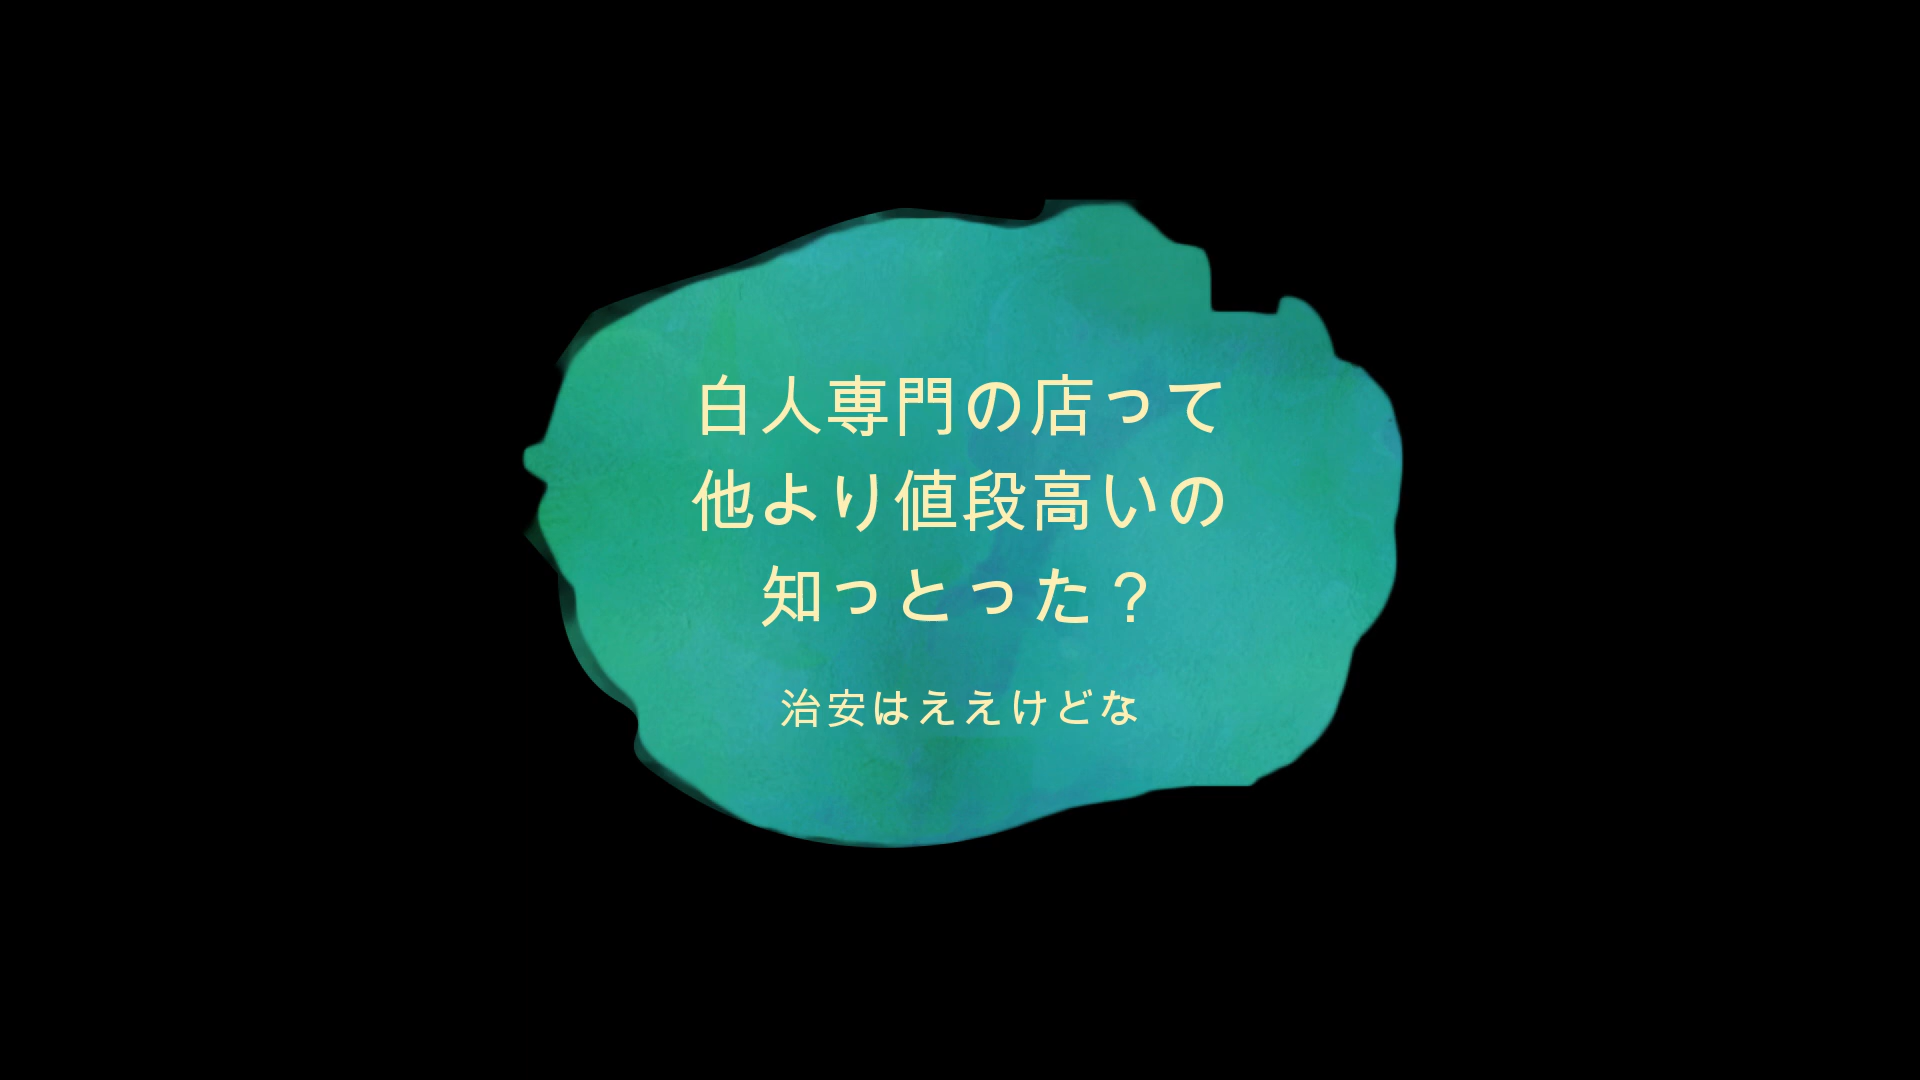 白人専門の店って
他より値段高いの
知っとった？
治安はええけどな